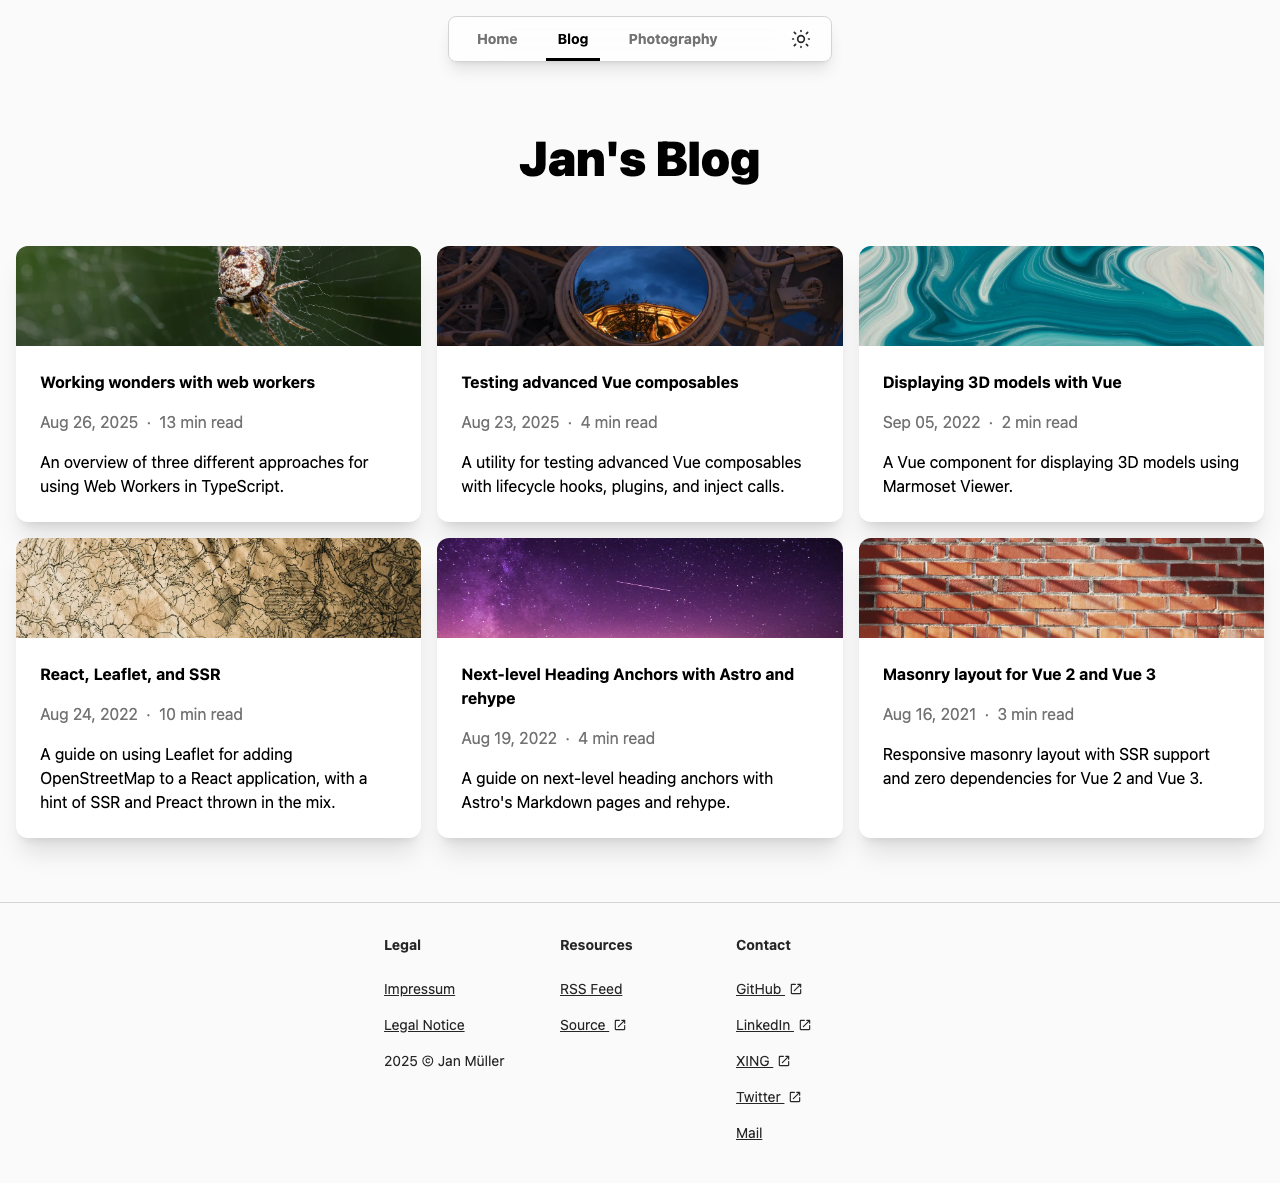 Home Blog Photography
Jan's Blog
Working wonders with web workers
Aug 26, 2025 · 13 min read
An overview of three different approaches for
using Web Workers in TypeScript.
Testing advanced Vue composables
Aug 23, 2025 · 4 min read
A utility for testing advanced Vue composables
with lifecycle hooks, plugins, and inject calls.
Displaying 3D models with Vue
Sep 05, 2022 · 2 min read
A Vue component for displaying 3D models using
Marmoset Viewer.
React, Leaflet, and SSR
Aug 24, 2022 · 10 min read
A guide on using Leaflet for adding
OpenStreetMap to a React application, with a
hint of SSR and Preact thrown in the mix.
Next-level Heading Anchors with Astro and
rehype
Aug 19, 2022 · 4 min read
A guide on next-level heading anchors with
Astro's Markdown pages and rehype.
Masonry layout for Vue 2 and Vue 3
Aug 16, 2021 · 3 min read
Responsive masonry layout with SSR support
and zero dependencies for Vue 2 and Vue 3.
Legal
Impressum
Legal Notice
2025 © Jan Müller
Resources
RSS Feed
Source
Contact
GitHub
LinkedIn
XING
Twitter
Mail